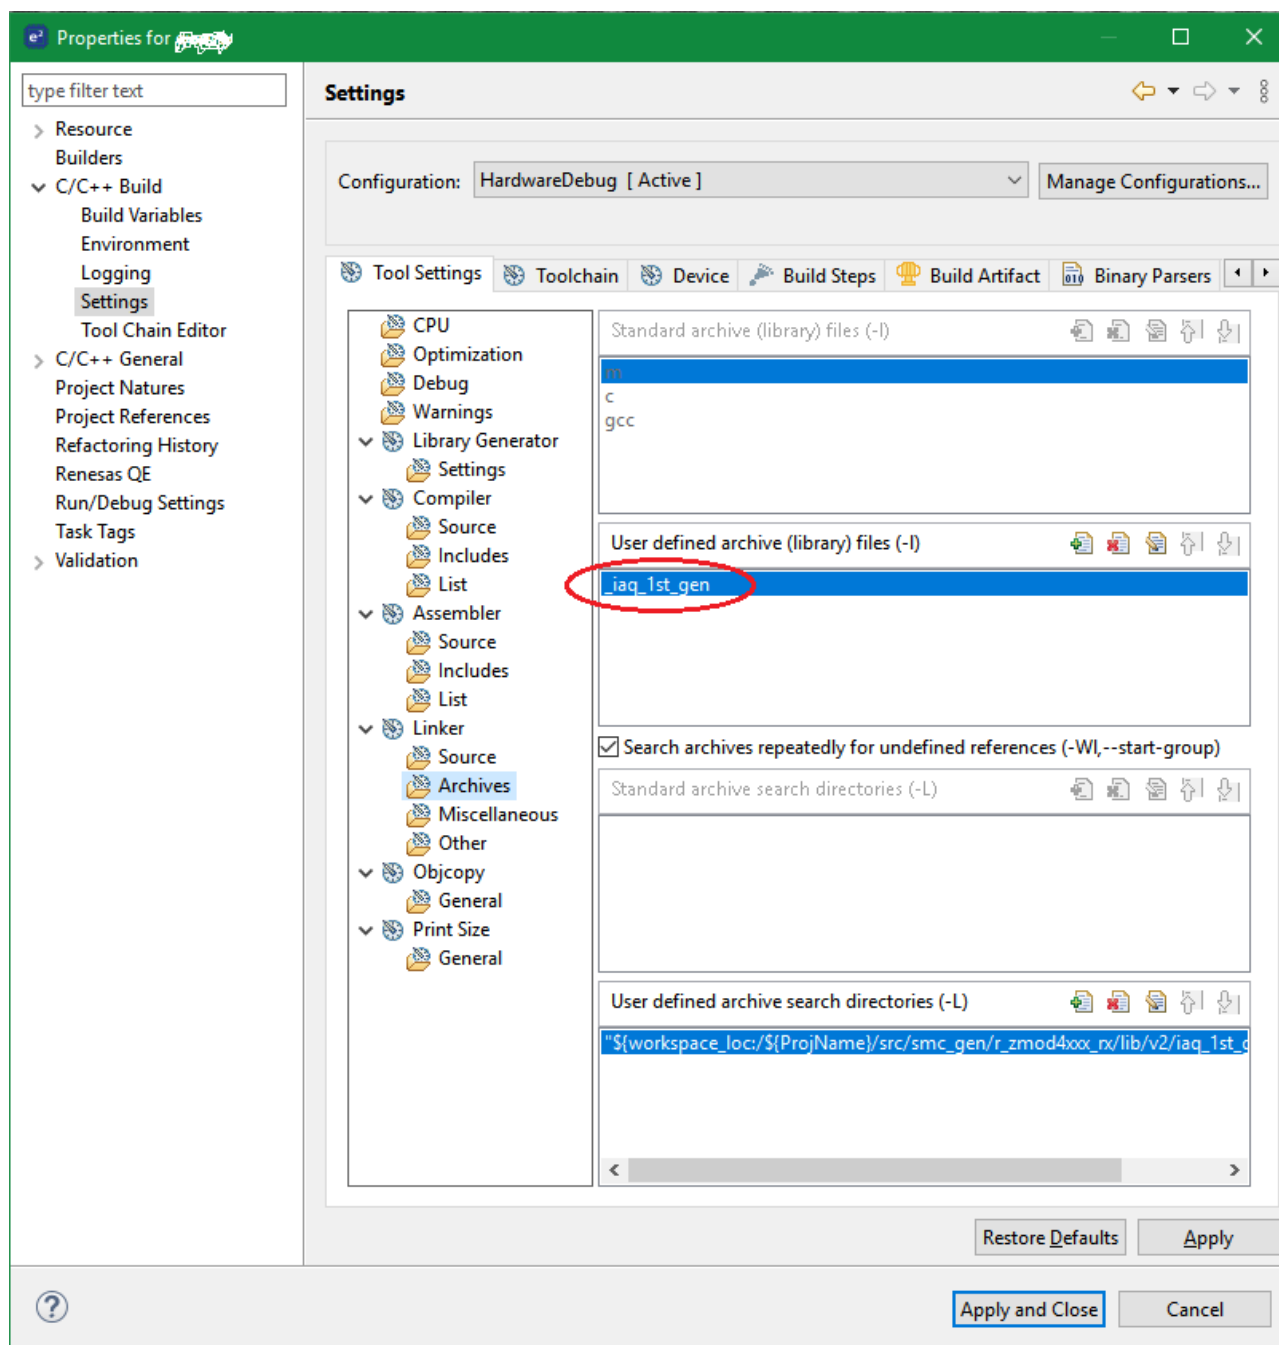 e² Properties for
type filter text
Settings
Resource
Builders
C/C++ Build
Build Variables
Environment
Logging
Settings
Tool Chain Editor
C/C++ General
Project Natures
Project References
Refactoring History
Renesas QE
Run/Debug Settings
Task Tags
Validation
Configuration: HardwareDebug [ Active ] Manage Configurations...
Tool Settings Toolchain Device Build Steps Build Artifact Binary Parsers
CPU
Optimization
Debug
Warnings
Library Generator
Settings
Compiler
Source
Includes
List
Assembler
Source
Includes
List
Linker
Source
Archives
Miscellaneous
Other
Objcopy
General
Print Size
General
Standard archive (library) files (-l)
m
c
gcc
User defined archive (library) files (-l)
_iaq_1st_gen
Search archives repeatedly for undefined references (-Wl,--start-group)
Standard archive search directories (-L)
User defined archive search directories (-L)
"${workspace_loc:/${ProjName}/src/smc_gen/r_zmod4xxx_rx/lib/v2/iaq_1st_g
Restore Defaults Apply
? Apply and Close Cancel